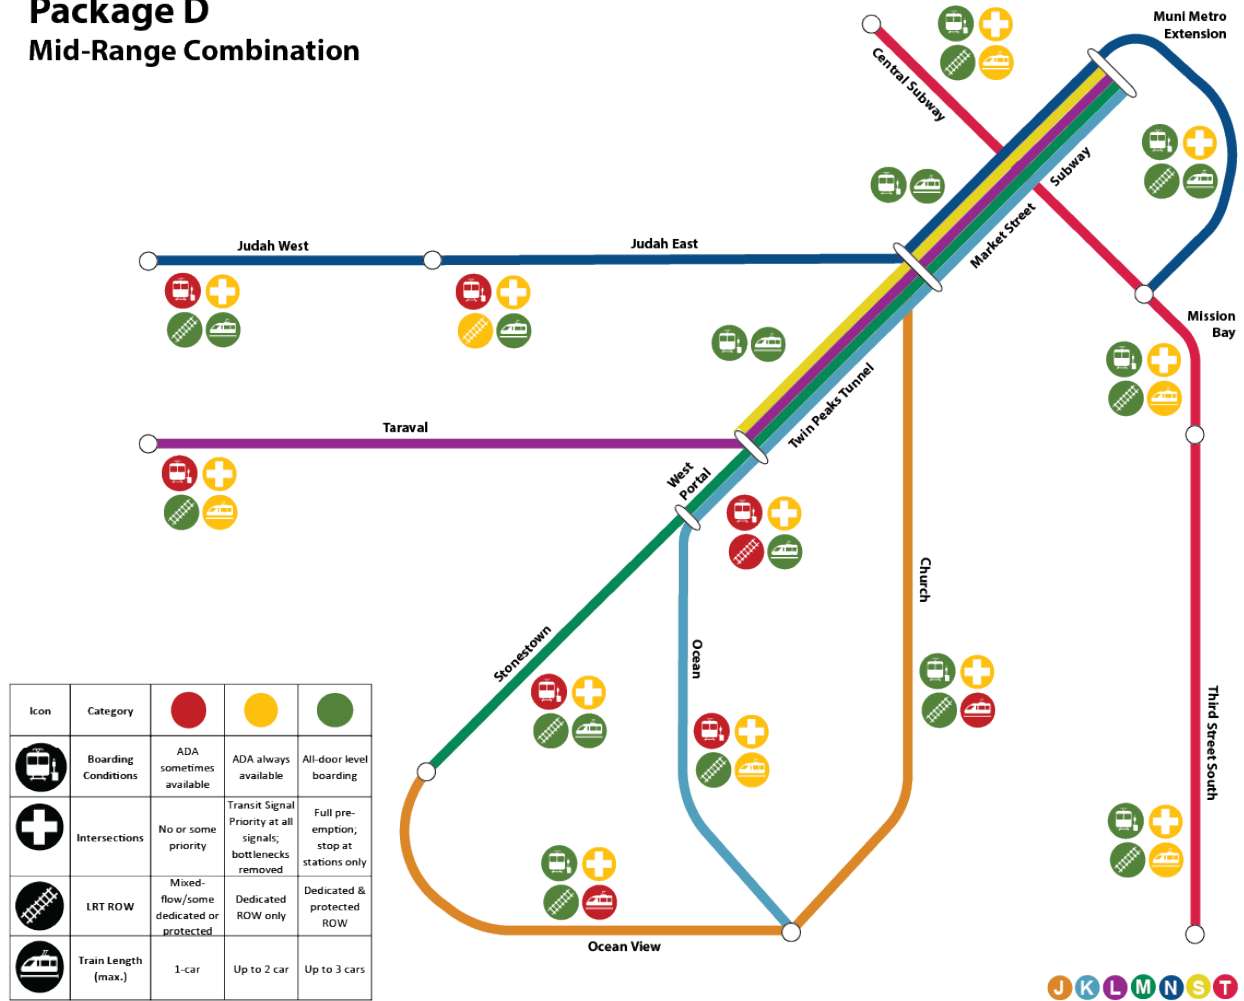 Package D
Mid-Range Combination
Muni Metro
Extension
Central Subway
Market Street
Subway
Judah West
Judah East
Mission
Bay
Twin Peaks Tunnel
Taraval
West
Portal
Church
Ocean
Stonestown
Third Street South
Ocean View
Icon
Category
Boarding
Conditions
ADA
sometimes
available
ADA always
available
All-door level
boarding
Intersections
No or some
priority
Transit Signal
Priority at all
signals;
bottlenecks
removed
Full pre-
emption;
stop at
stations only
LRT ROW
Mixed-
flow/some
dedicated or
protected
Dedicated
ROW only
Dedicated &
protected
ROW
Train Length
(max.)
1-car
Up to 2 car
Up to 3 cars
J K L M N S T